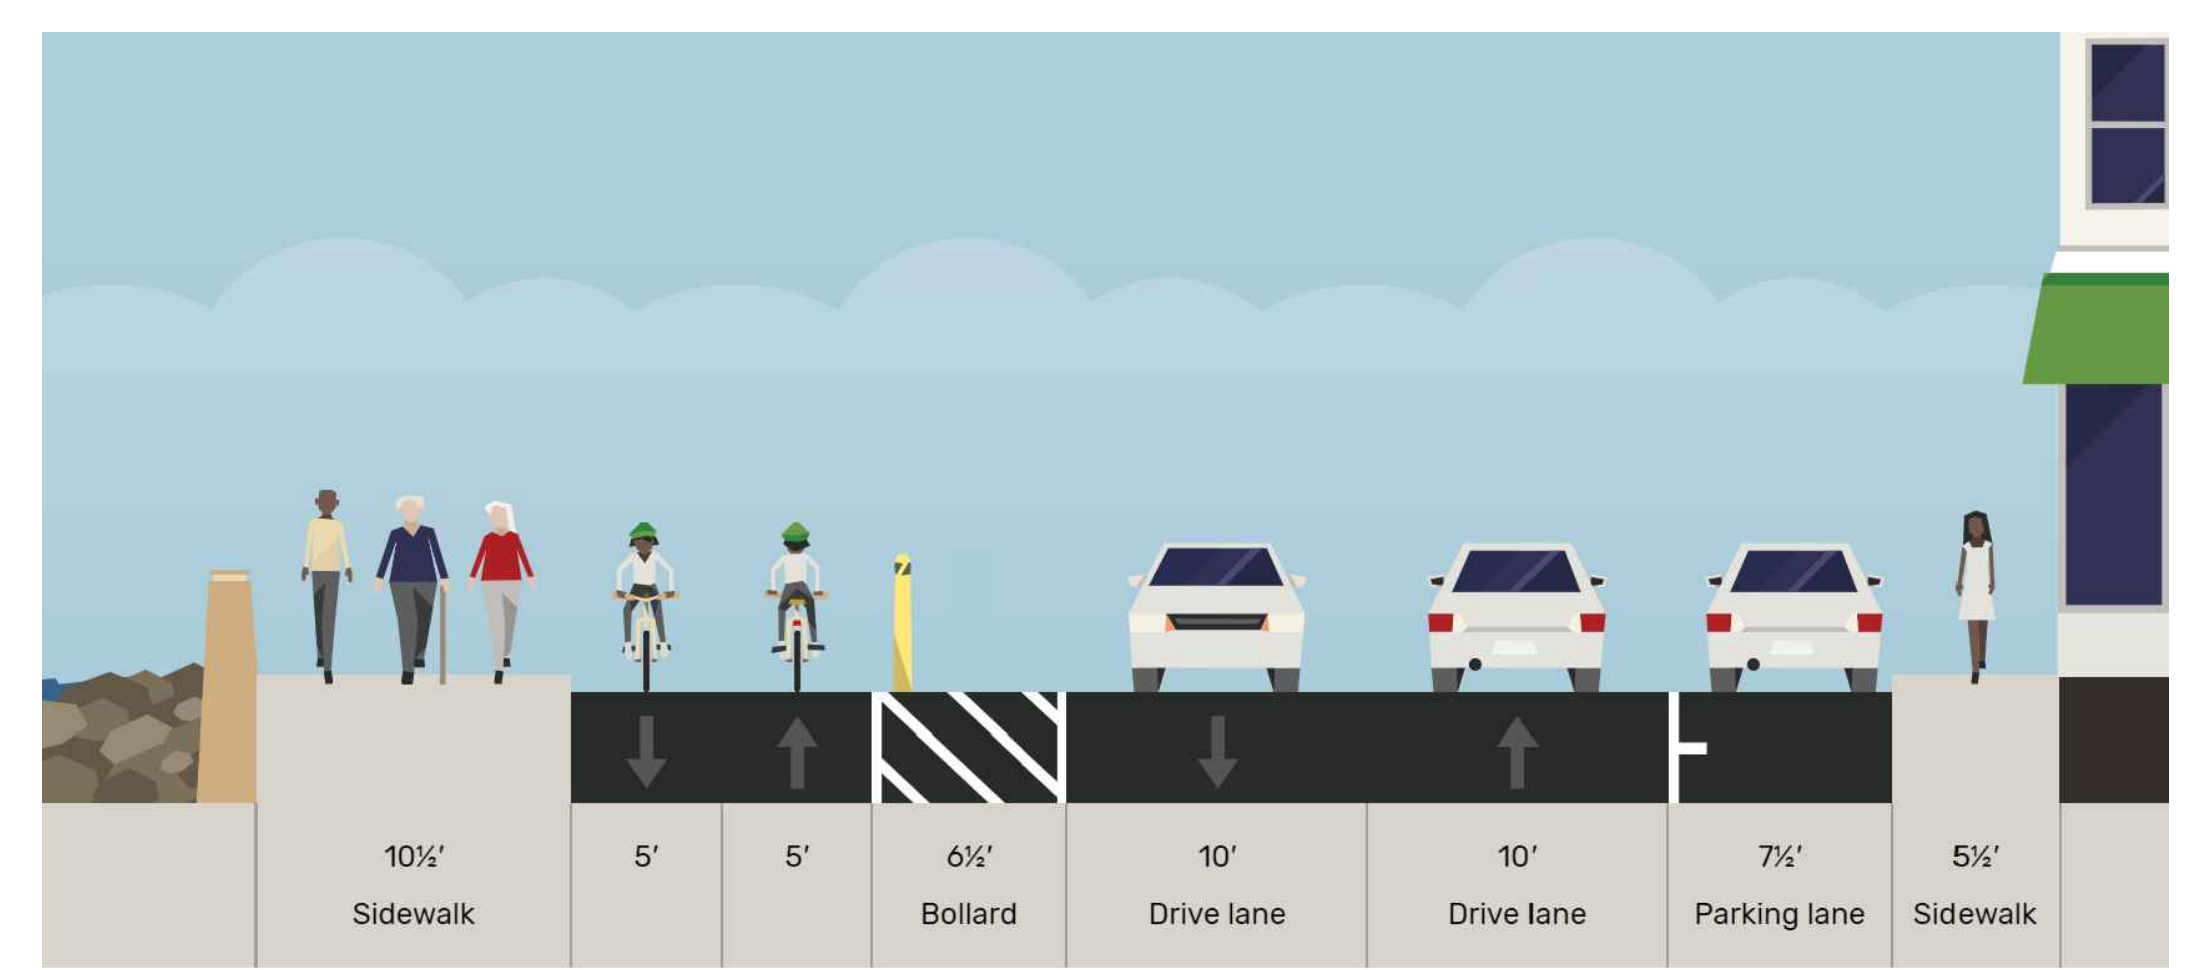 10½′ 5′ 5′ 6½′ 10′ 10′ 7½′ 5½′
Sidewalk Bollard Drive lane Drive lane Parking lane Sidewalk